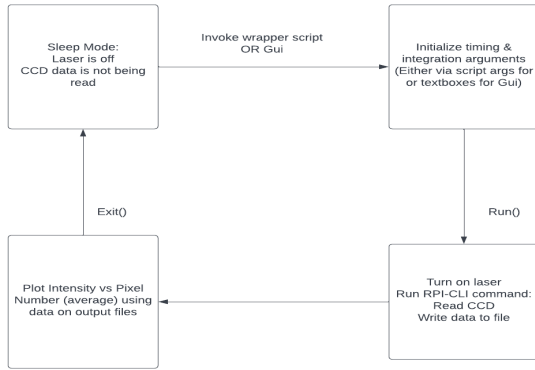 Sleep Mode:
Laser is off
CCD data is not being
read
Invoke wrapper script
OR Gui
Initialize timing &
integration arguments
(Either via script args for
or textboxes for Gui)
Exit()
Run()
Plot Intensity vs Pixel
Number (average) using
data on output files
Turn on laser
Run RPI-CLI command:
Read CCD
Write data to file